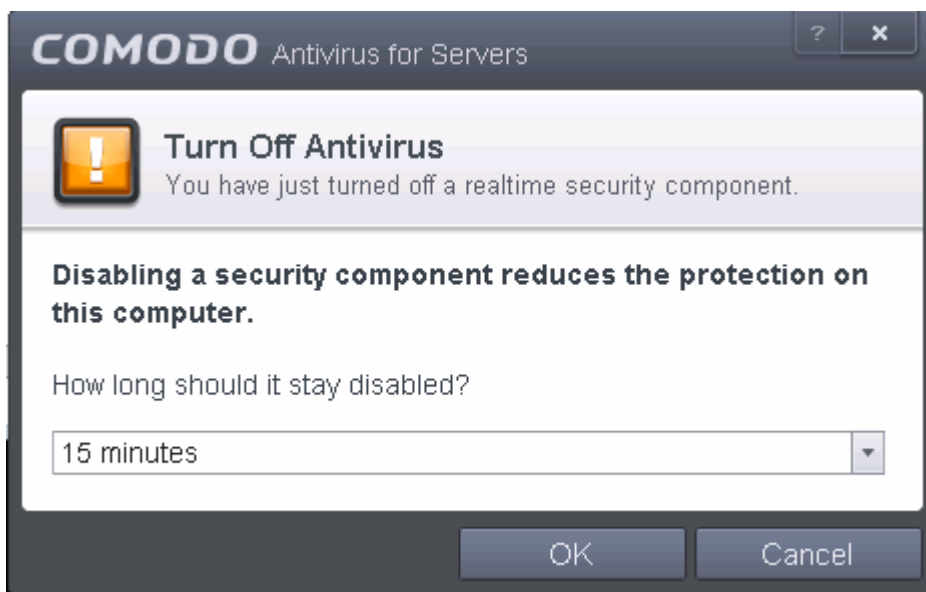 COMODO Antivirus for Servers
?
Turn Off Antivirus
You have just turned off a realtime security component.
Disabling a security component reduces the protection on
this computer.
How long should it stay disabled?
15 minutes
OK
Cancel